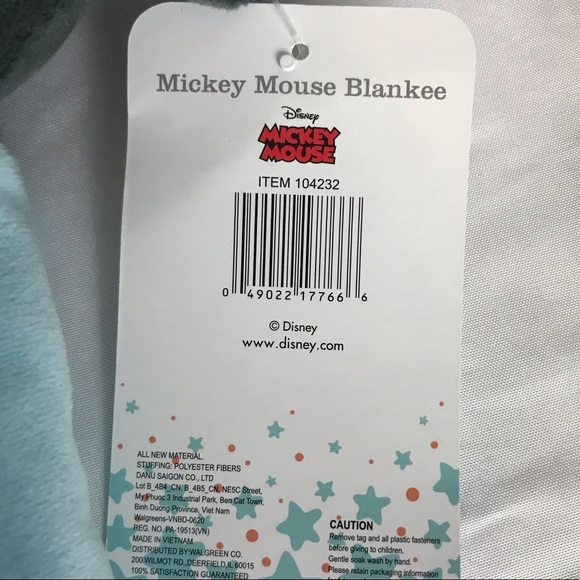 Mickey Mouse Blankee
Disney
MICKEY
MOUSE
ITEM 104232
0 49022 17766 6
© Disney
www.disney.com
ALL NEW MATERIAL.
STUFFING: POLYESTER FIBERS
DANU SAIGON CO., LTD
Lot B_4B4_CN, B_4B5_CN, NE5C Street,
My Phuoc 3 Industrial Park, Ben Cat Town,
Binh Duong Province, Viet Nam
Walgreens-VNBD-0620
REG. NO. PA-19513(VN)
MADE IN VIETNAM
DISTRIBUTED BY:WALGREEN CO.
200 WILMOT RD.,DEERFIELD,IL 60015
100% SATISFACTION GUARANTEED
CAUTION
Remove tag and all plastic fasteners
before giving to children.
Gentle soak wash by hand.
Please retain packaging information